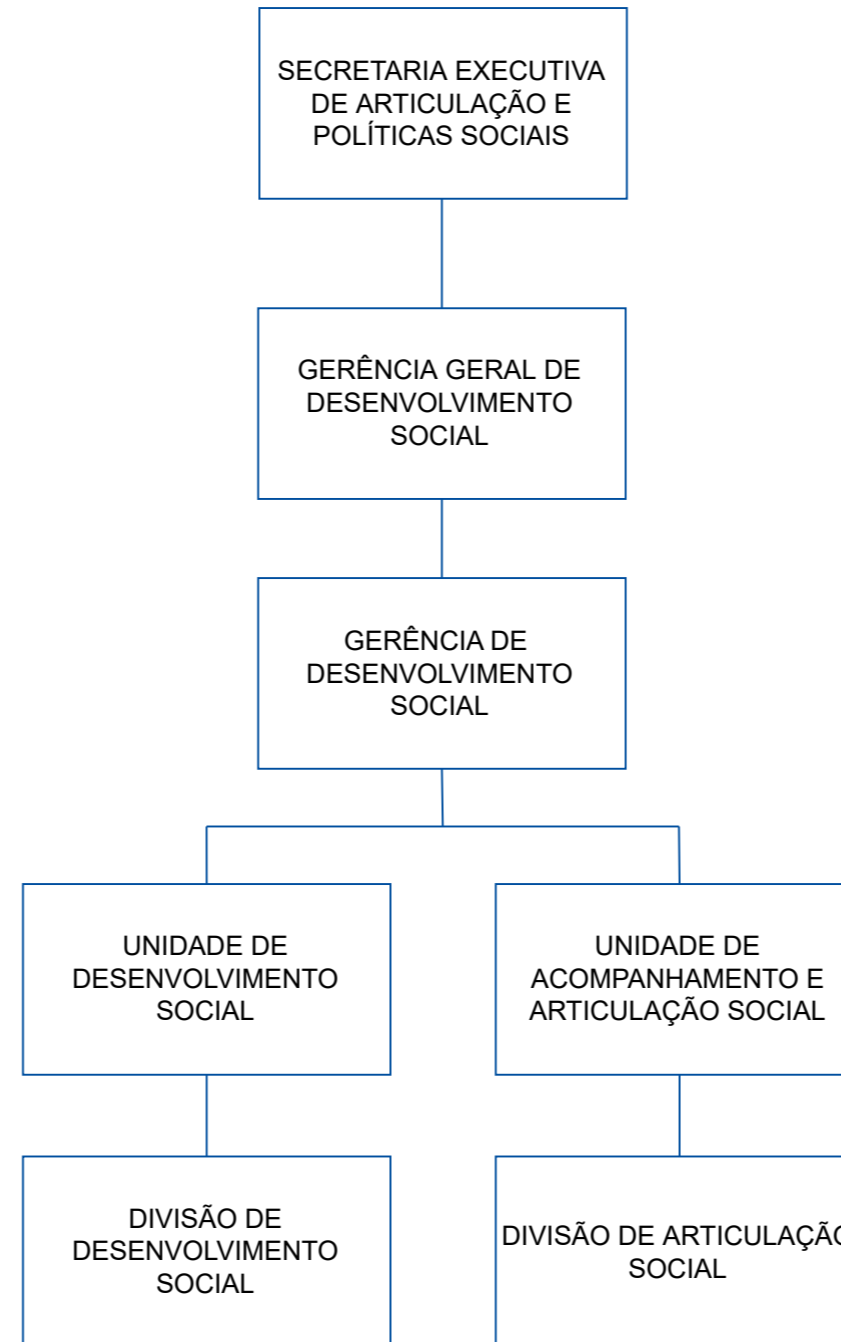 SECRETARIA EXECUTIVA
DE ARTICULAÇÃO E
POLÍTICAS SOCIAIS
GERÊNCIA GERAL DE
DESENVOLVIMENTO
SOCIAL
GERÊNCIA DE
DESENVOLVIMENTO
SOCIAL
UNIDADE DE
DESENVOLVIMENTO
SOCIAL
UNIDADE DE
ACOMPANHAMENTO E
ARTICULAÇÃO SOCIAL
DIVISÃO DE
DESENVOLVIMENTO
SOCIAL
DIVISÃO DE ARTICULAÇÃO
SOCIAL